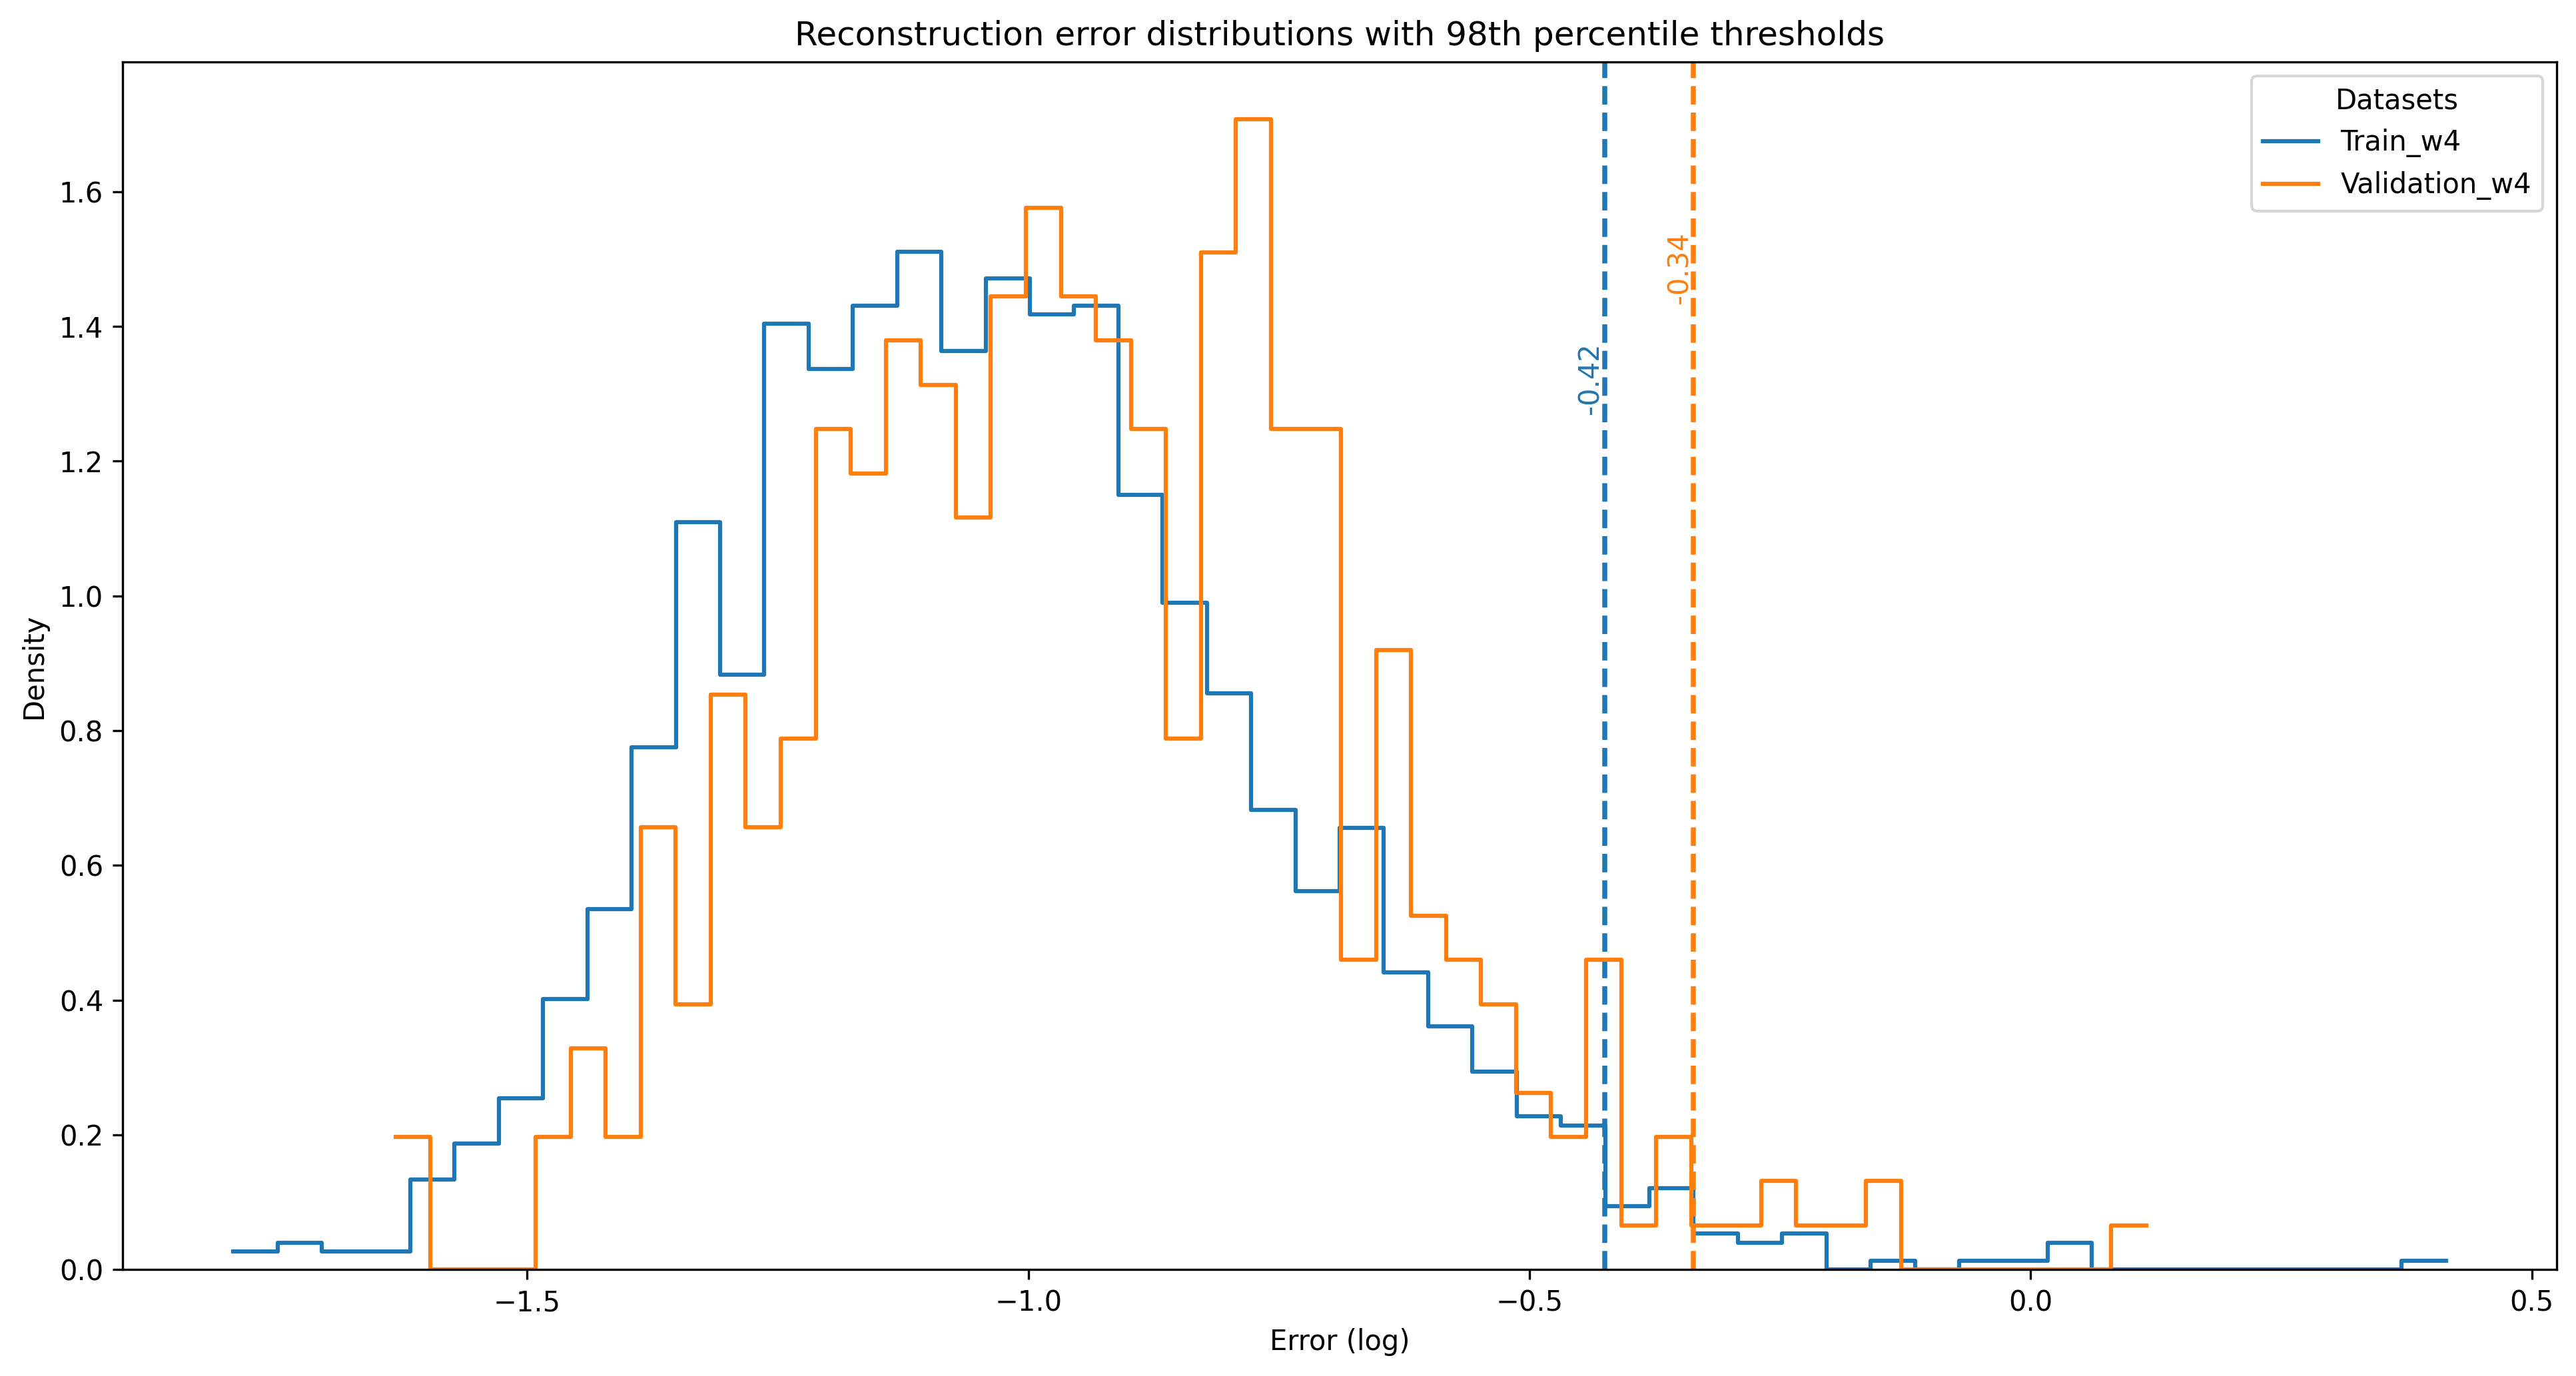 Reconstruction error distributions with 98th percentile thresholds
Datasets
Train_w4
Validation_w4
-0.34
-0.42
Density
1.6
1.4
1.2
1.0
0.8
0.6
0.4
0.2
0.0
−1.5
−1.0
−0.5
0.0
0.5
Error (log)